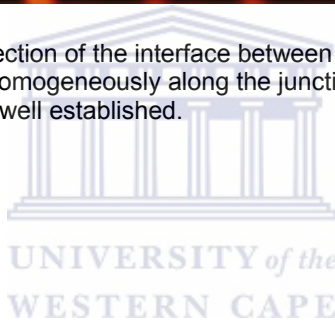 ection of the interface between
omogeneously along the juncti
well established.
UNIVERSITY of the
WESTERN CAPE